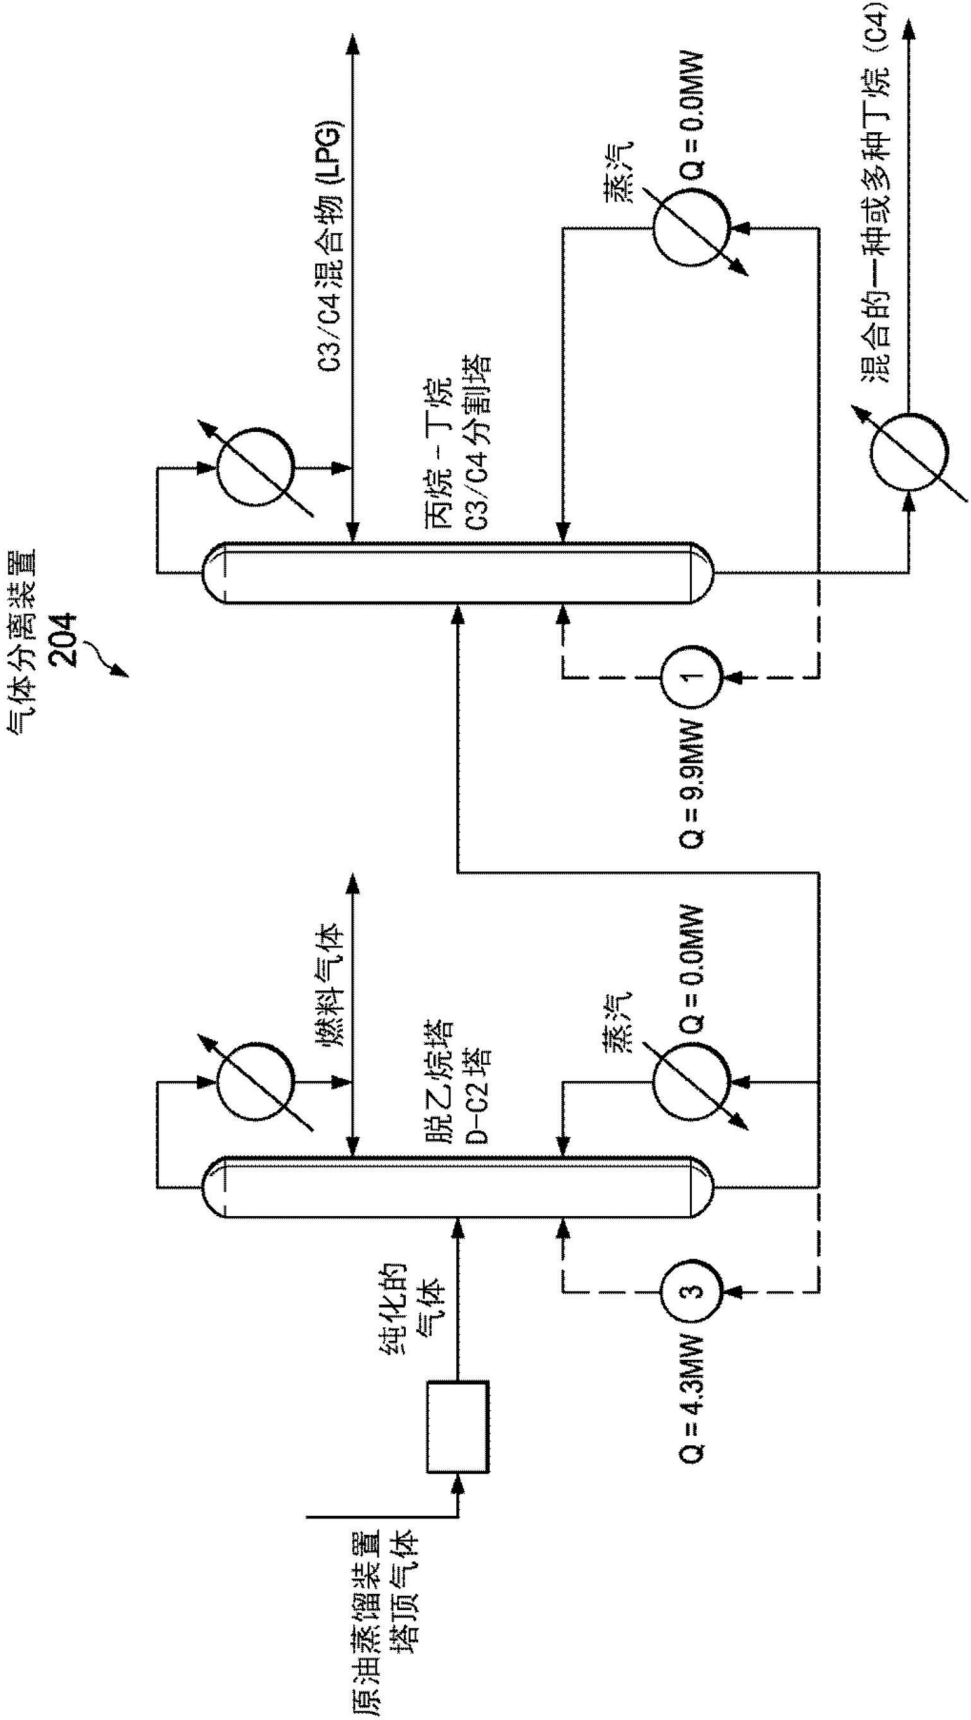 气体分离装置
204
原油蒸馏装置
塔顶气体
纯化的
气体
燃料气体
脱乙烷塔
D-C2塔
蒸汽
Q = 0.0MW
3
Q = 4.3MW
C3/C4混合物 (LPG)
丙烷-丁烷
C3/C4分割塔
蒸汽
Q = 0.0MW
1
Q = 9.9MW
混合的一种或多种丁烷 (C4)